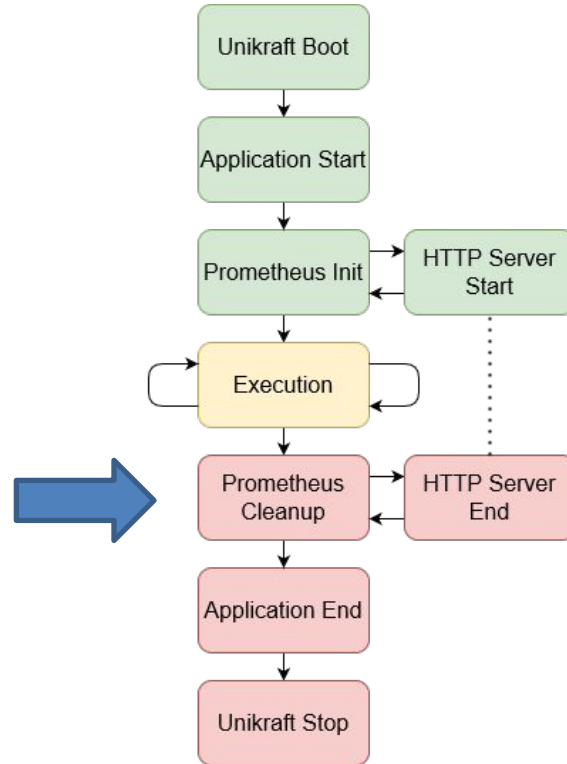 Unikraft Boot
Application Start
Prometheus Init
HTTP Server
Start
Execution
Prometheus
Cleanup
HTTP Server
End
Application End
Unikraft Stop